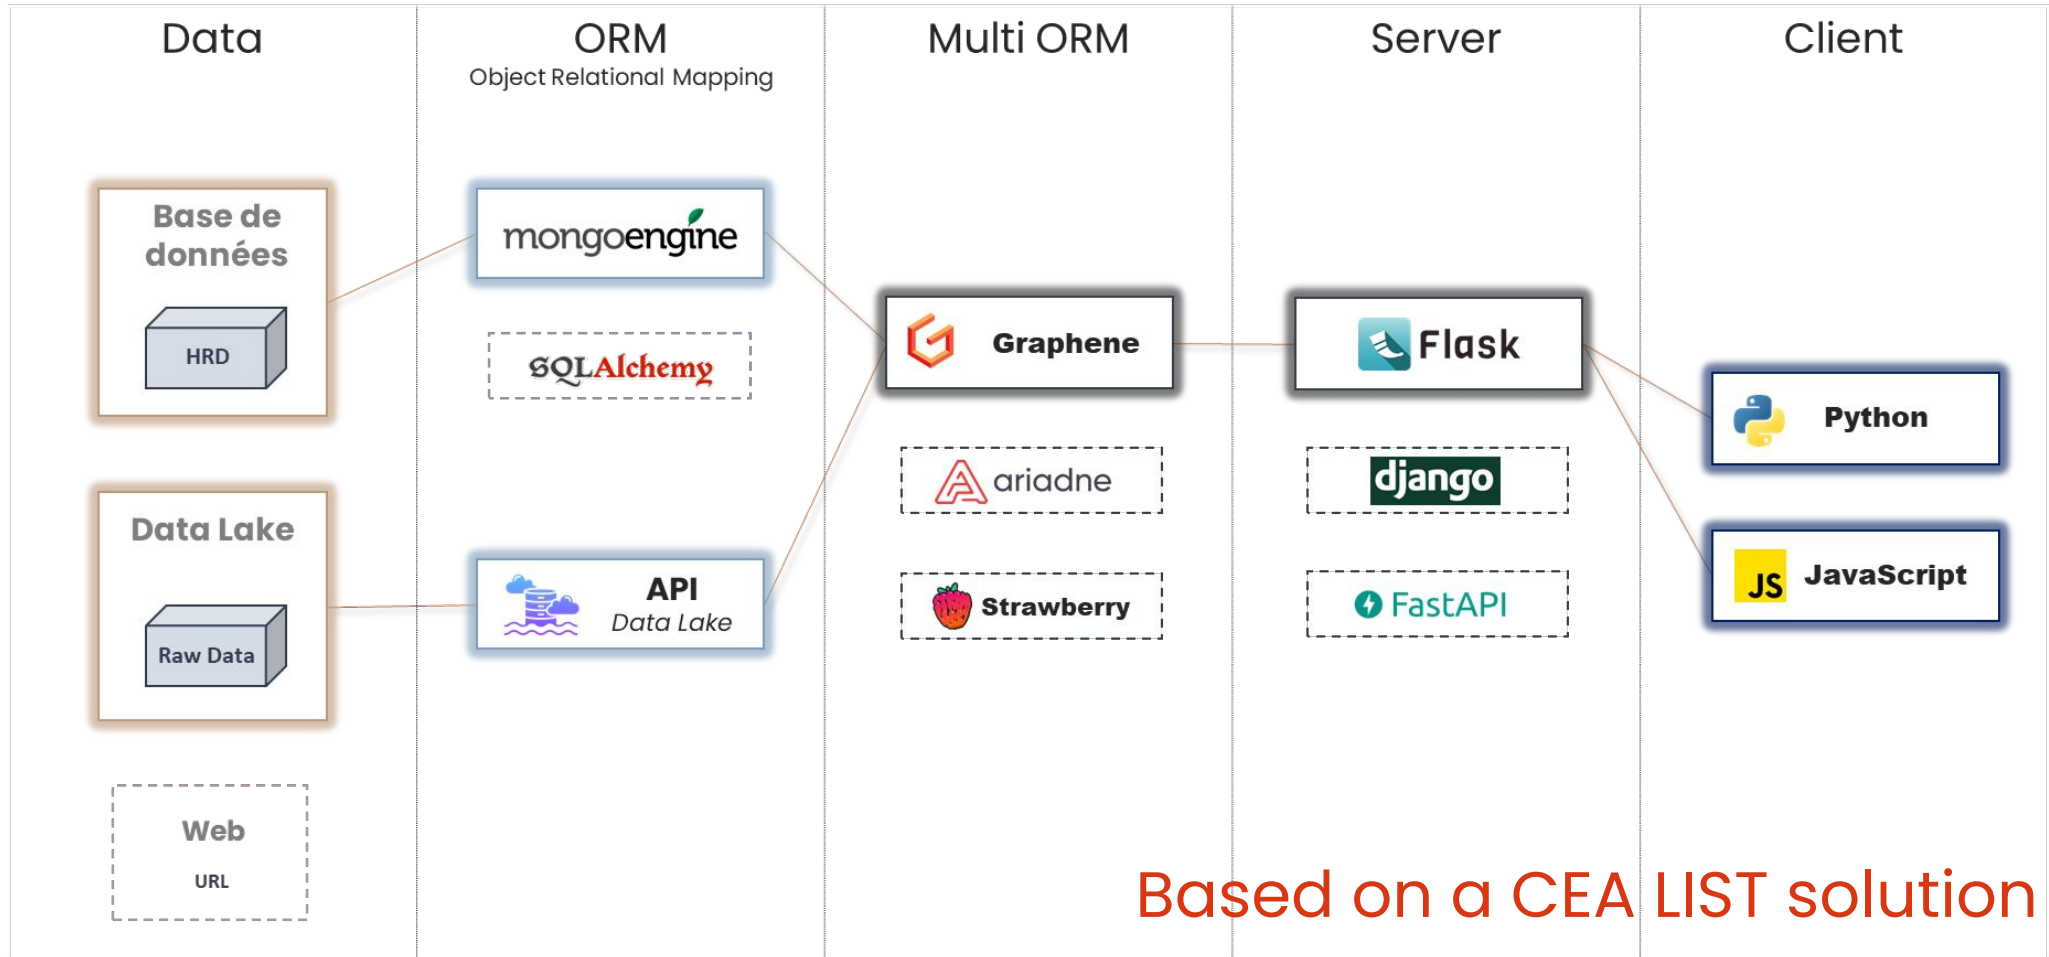 Data
ORM
Object Relational Mapping
Multi ORM
Server
Client
Base de
données
HRD
Data Lake
Raw Data
Web
URL
mongoengine
SQLAlchemy
API
Data Lake
Graphene
ariadne
Strawberry
Flask
django
FastAPI
Python
JS JavaScript
Based on a CEA LIST solution